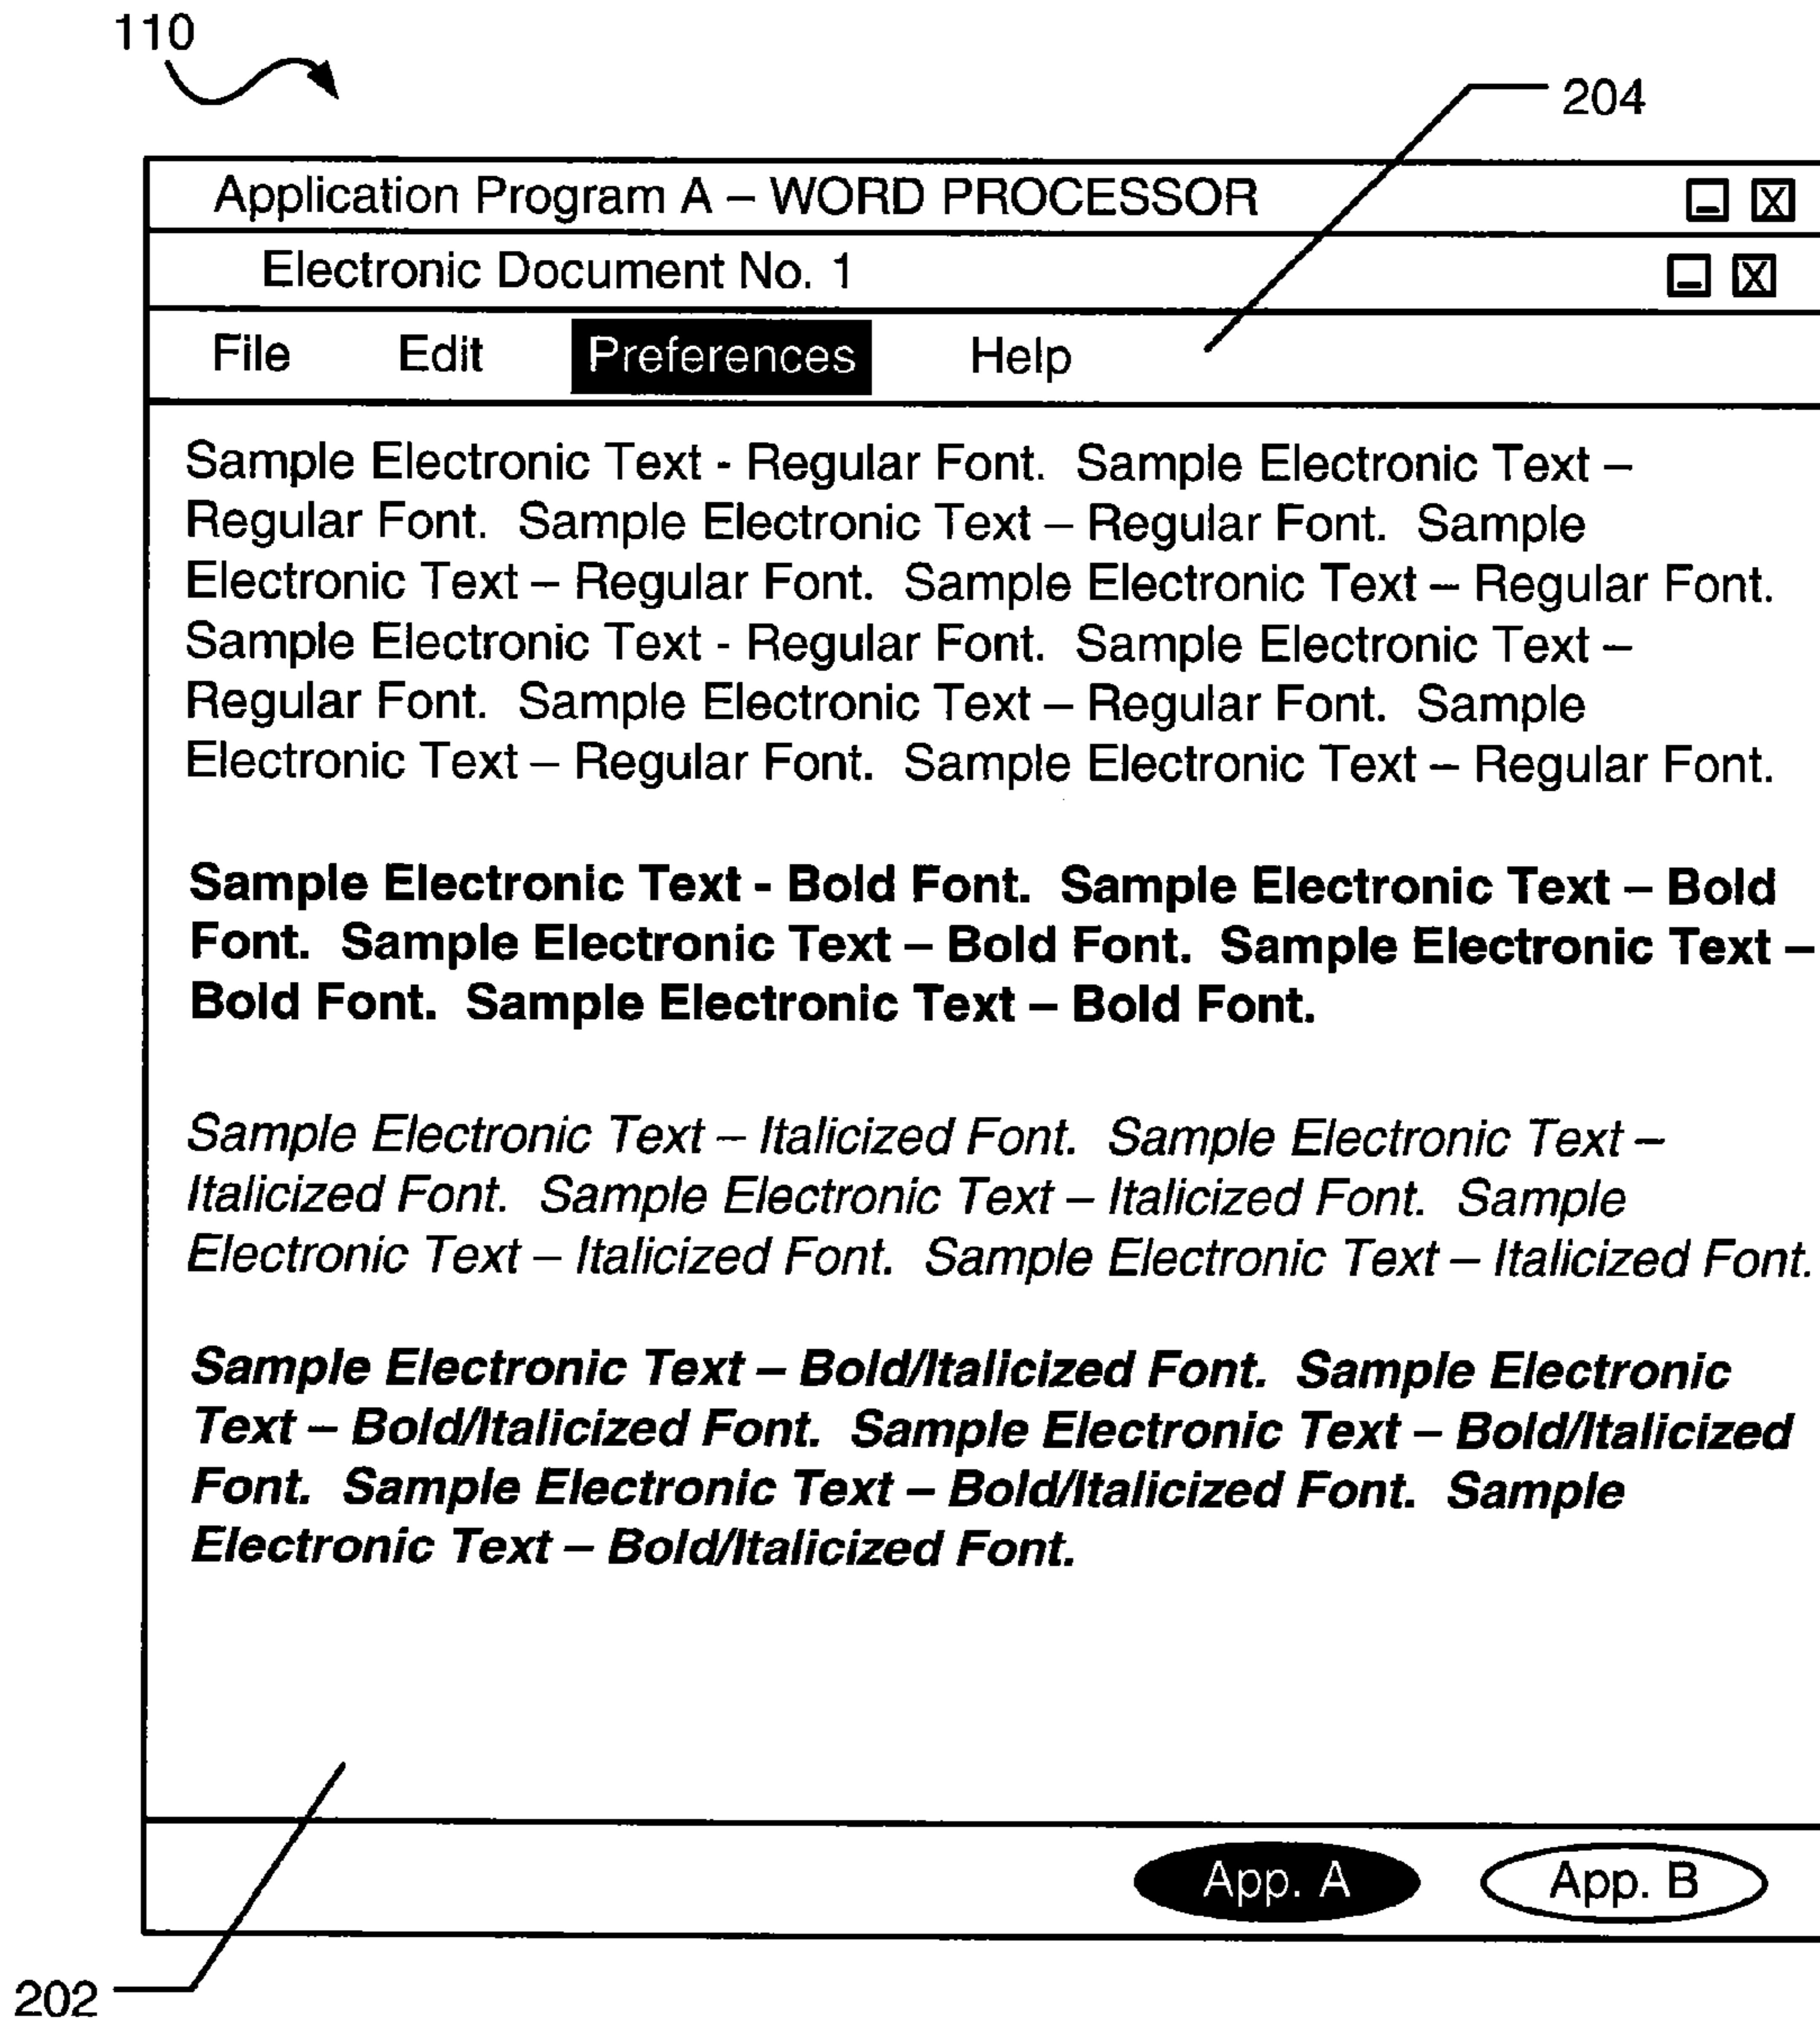 110
204
Application Program A – WORD PROCESSOR
Electronic Document No. 1
File Edit Preferences Help
Sample Electronic Text - Regular Font. Sample Electronic Text –
Regular Font. Sample Electronic Text – Regular Font. Sample
Electronic Text – Regular Font. Sample Electronic Text – Regular Font.
Sample Electronic Text - Regular Font. Sample Electronic Text –
Regular Font. Sample Electronic Text – Regular Font. Sample
Electronic Text – Regular Font. Sample Electronic Text – Regular Font.
Sample Electronic Text - Bold Font. Sample Electronic Text – Bold
Font. Sample Electronic Text – Bold Font. Sample Electronic Text –
Bold Font. Sample Electronic Text – Bold Font.
Sample Electronic Text – Italicized Font. Sample Electronic Text –
Italicized Font. Sample Electronic Text – Italicized Font. Sample
Electronic Text – Italicized Font. Sample Electronic Text – Italicized Font.
Sample Electronic Text – Bold/Italicized Font. Sample Electronic
Text – Bold/Italicized Font. Sample Electronic Text – Bold/Italicized
Font. Sample Electronic Text – Bold/Italicized Font. Sample
Electronic Text – Bold/Italicized Font.
App. A App. B
202